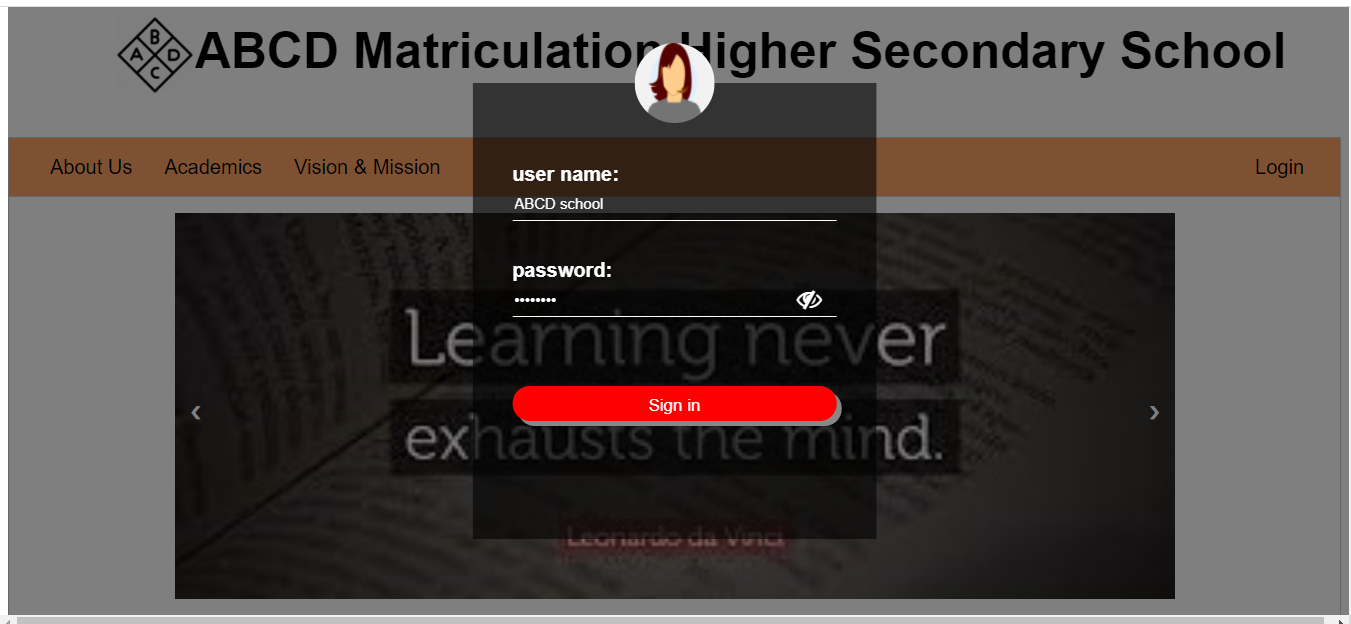 A B C D
ABCD Matriculation Higher Secondary School
About Us Academics Vision & Mission Login
user name:
ABCD school
password:
••••••••
Learning never
Sign in
exhausts the mind.
Leonardo da Vinci